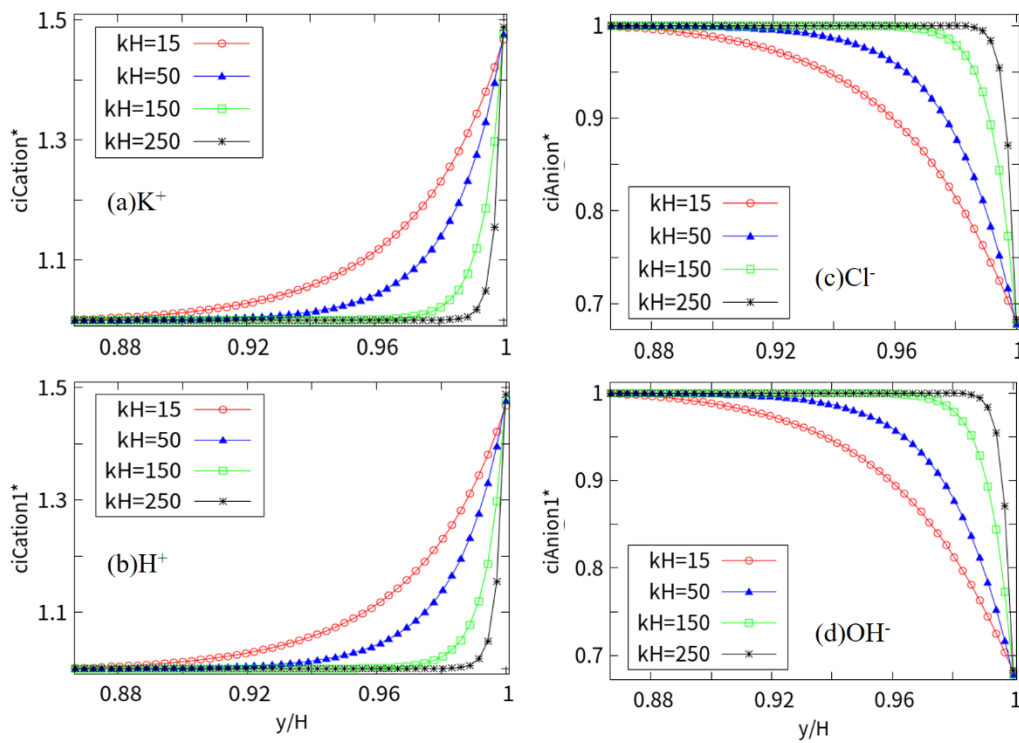 1.5
1.3
1.1
ciCation*
kH=15
kH=50
kH=150
kH=250
(a)K⁺
0.88
0.92
0.96
1
1
0.9
0.8
0.7
ciAnion*
kH=15
kH=50
kH=150
kH=250
(c)Cl⁻
0.88
0.92
0.96
1
1.5
1.3
1.1
ciCation1*
kH=15
kH=50
kH=150
kH=250
(b)H⁺
0.88
0.92
0.96
1
y/H
1
0.9
0.8
0.7
ciAnion1*
kH=15
kH=50
kH=150
kH=250
(d)OH⁻
0.88
0.92
0.96
1
y/H